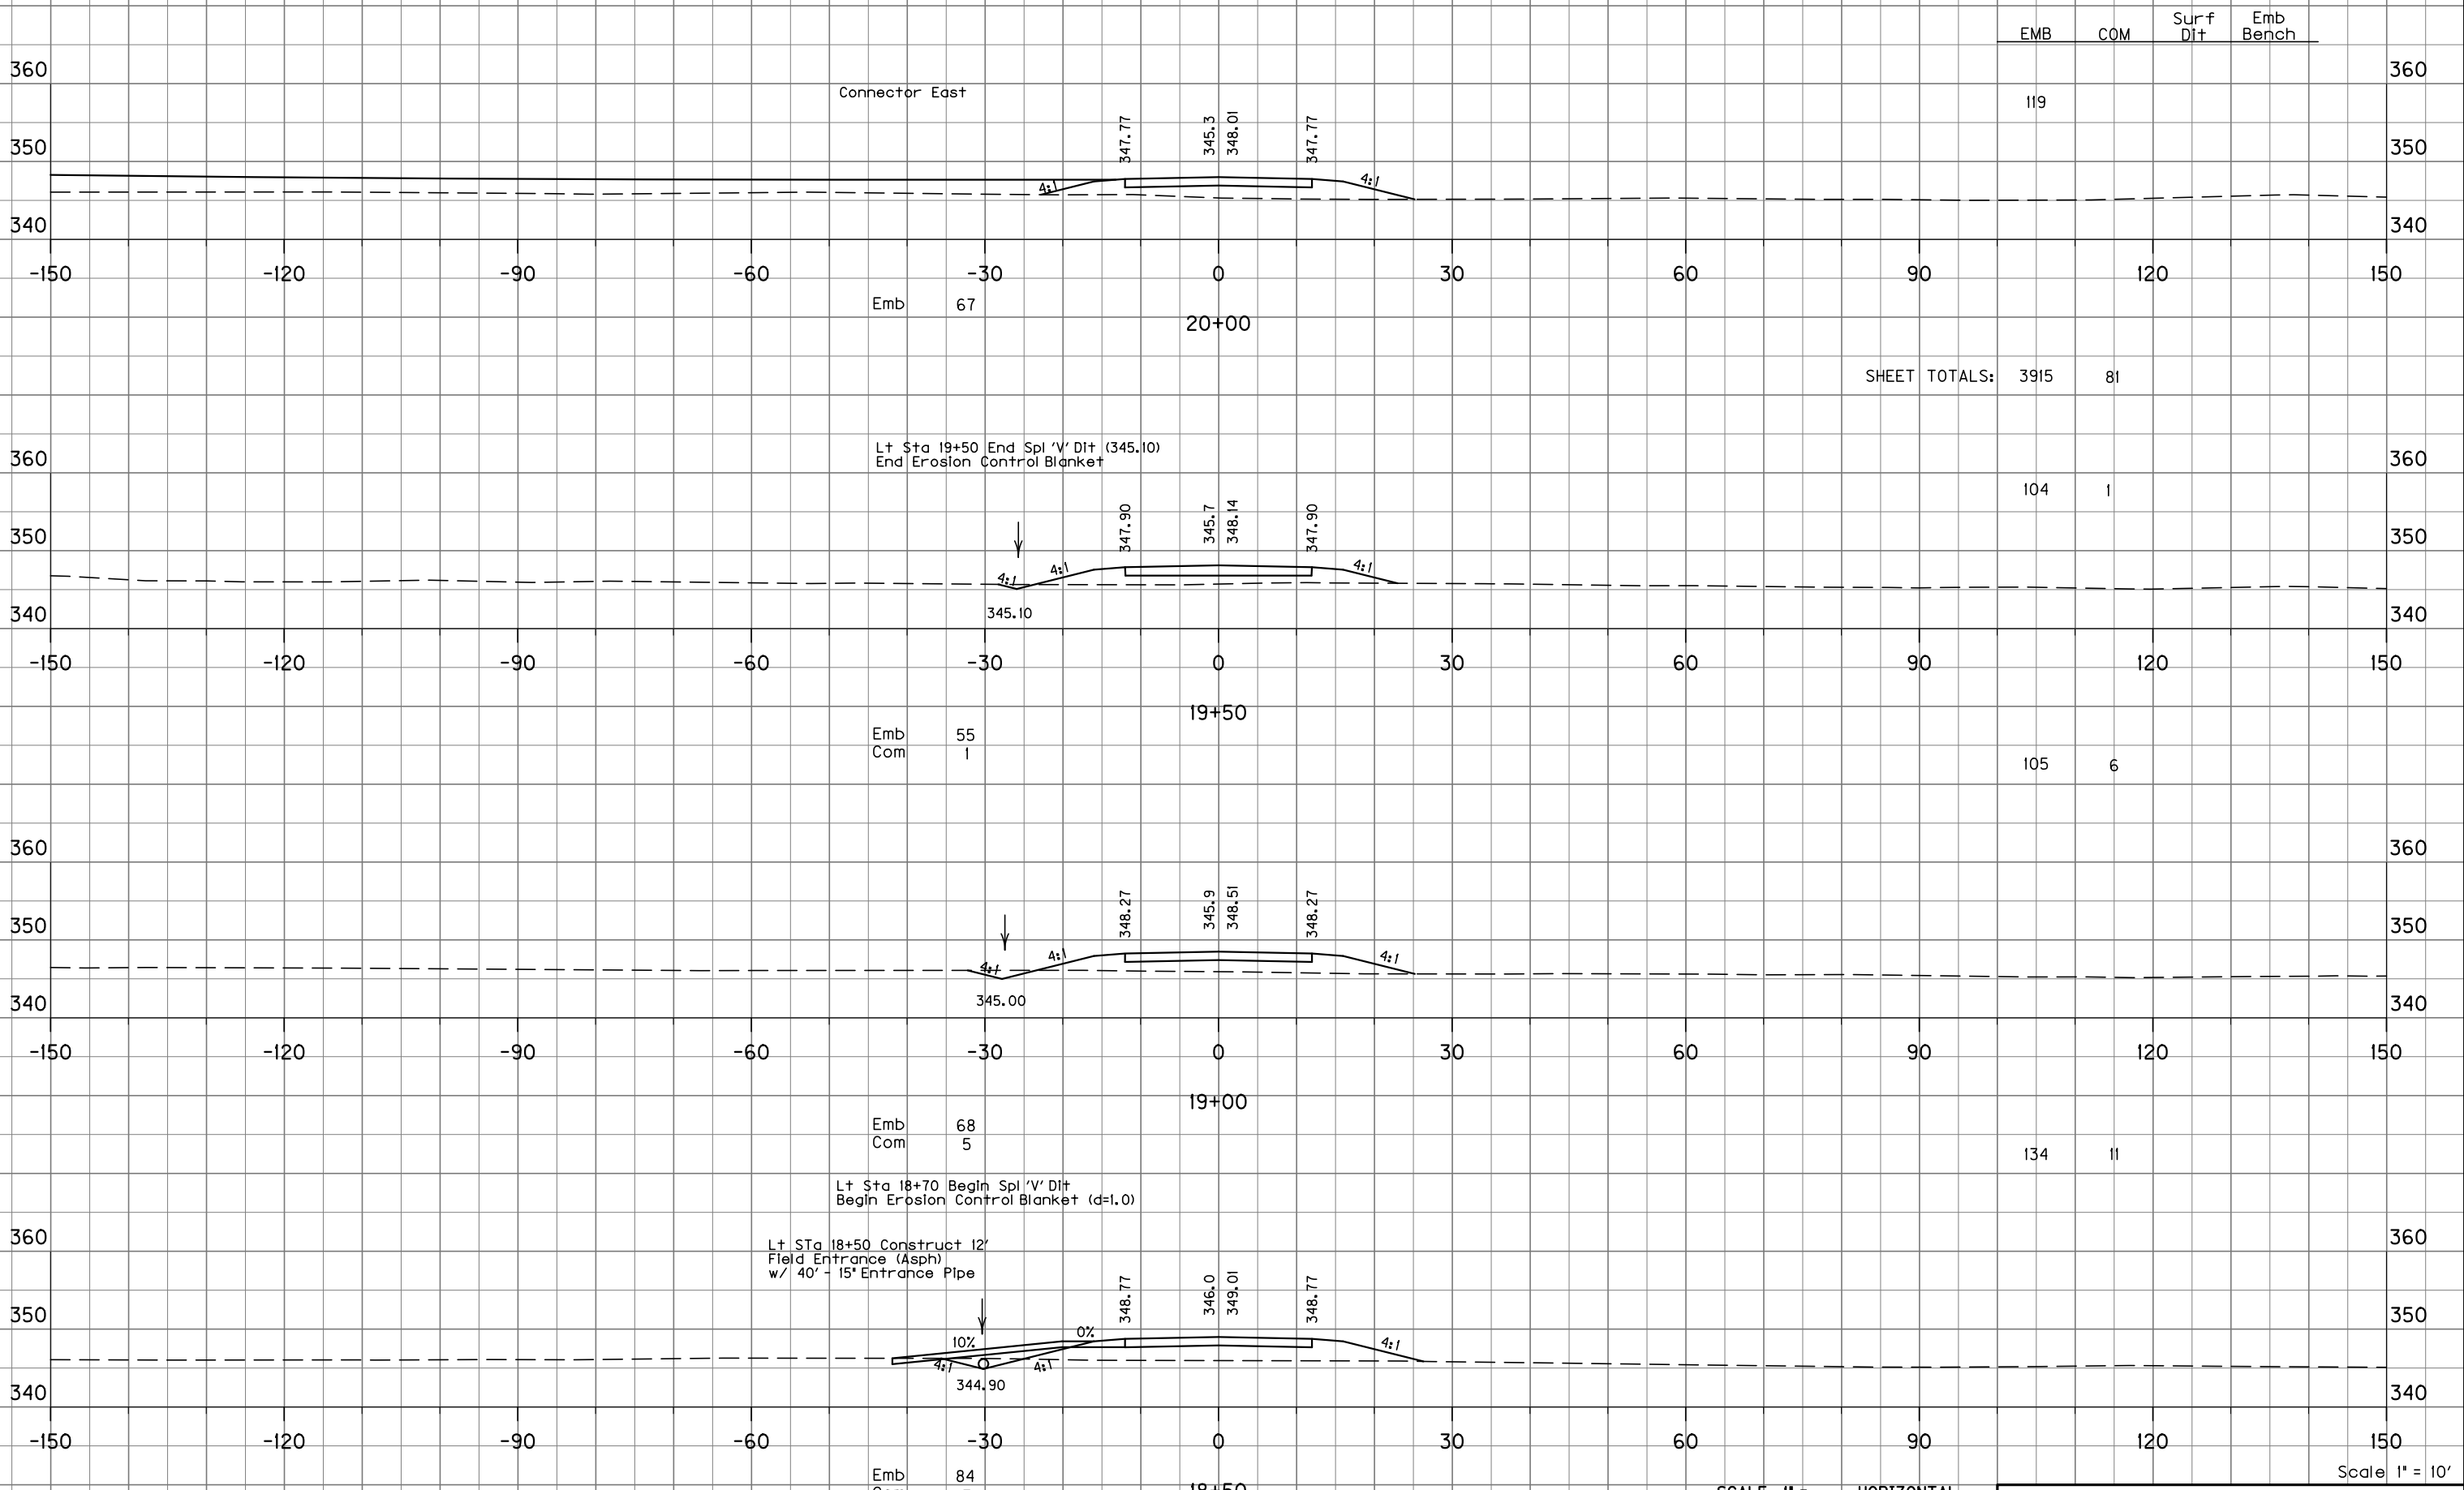 Surf Emb
EMB COM Dit Bench
360 360
Connector East
119
347.77 345.3 348.01 347.77
350 350
4:1 4:1
340 340
-150 -120 -90 -60 -30 0 30 60 90 120 150
Emb 67
20+00
SHEET TOTALS: 3915 81
Lt Sta 19+50 End Spl 'V' Dit (345.10)
End Erosion Control Blanket
360 360
104 1
347.90 345.7 348.14 347.90
350 350
4:1 4:1 4:1
345.10
340 340
-150 -120 -90 -60 -30 0 30 60 90 120 150
19+50
Emb 55
Com 1
105 6
360 360
348.27 345.9 348.51 348.27
350 350
4:1 4:1 4:1
345.00
340 340
-150 -120 -90 -60 -30 0 30 60 90 120 150
19+00
Emb 68
Com 5
134 11
Lt Sta 18+70 Begin Spl 'V' Dit
Begin Erosion Control Blanket (d=1.0)
360 360
Lt STa 18+50 Construct 12'
Field Entrance (Asph)
w/ 40' - 15" Entrance Pipe
348.77 346.0 349.01 348.77
350 350
10% 0% 4:1
4:1 4:1
344.90
340 340
-150 -120 -90 -60 -30 0 30 60 90 120 150
Emb 84
Scale 1" = 10'